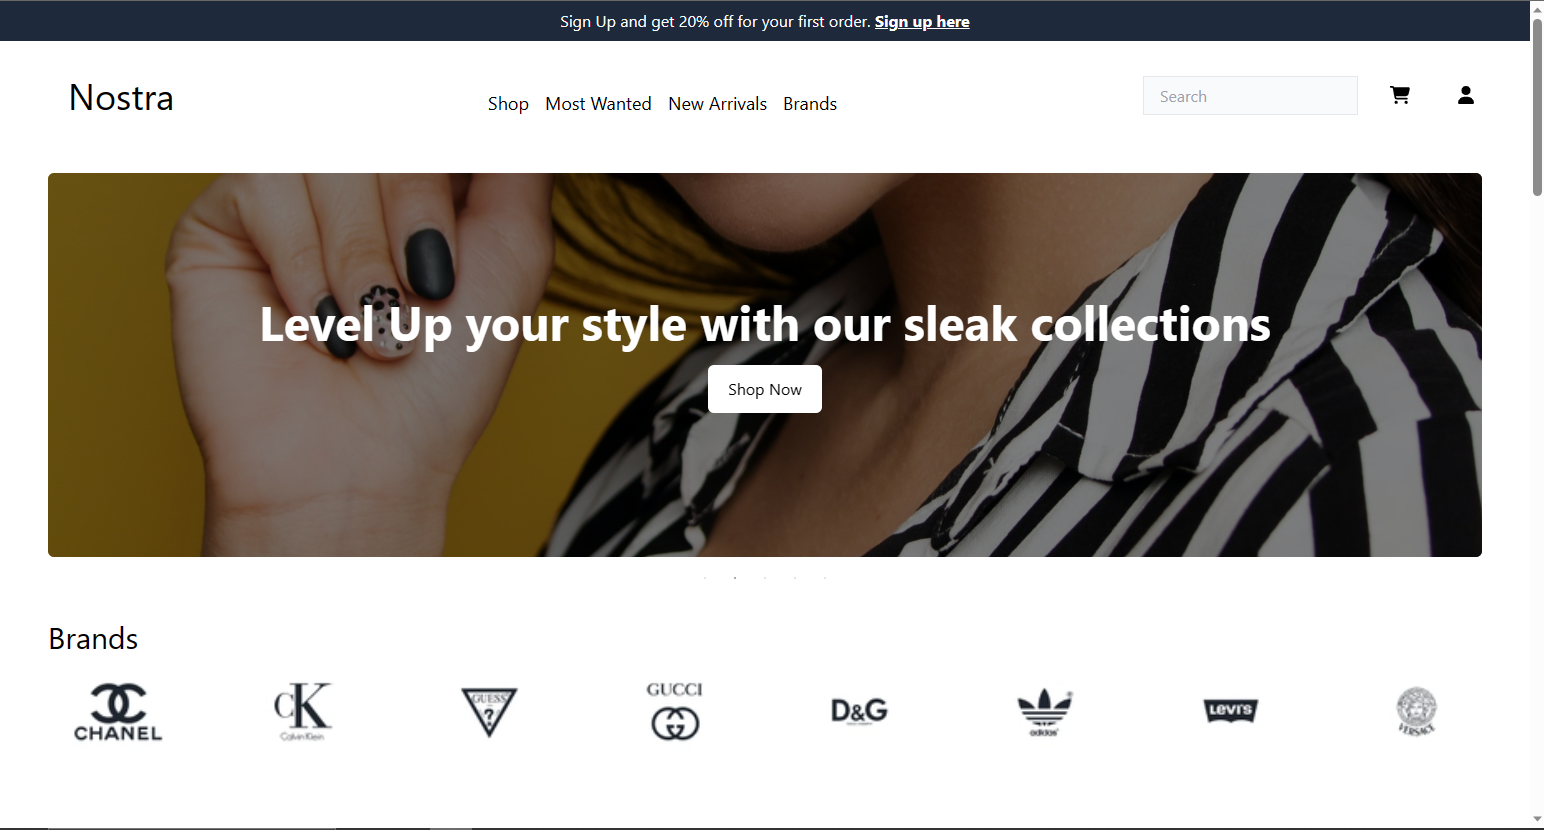 Sign Up and get 20% off for your first order. Sign up here
Nostra
Shop Most Wanted New Arrivals Brands
Search
Level Up your style with our sleak collections
Shop Now
Brands
CHANEL
CK
Calvin Klein
GUESS
?
GUCCI
D&G
adidas
LEVI'S
VERSACE